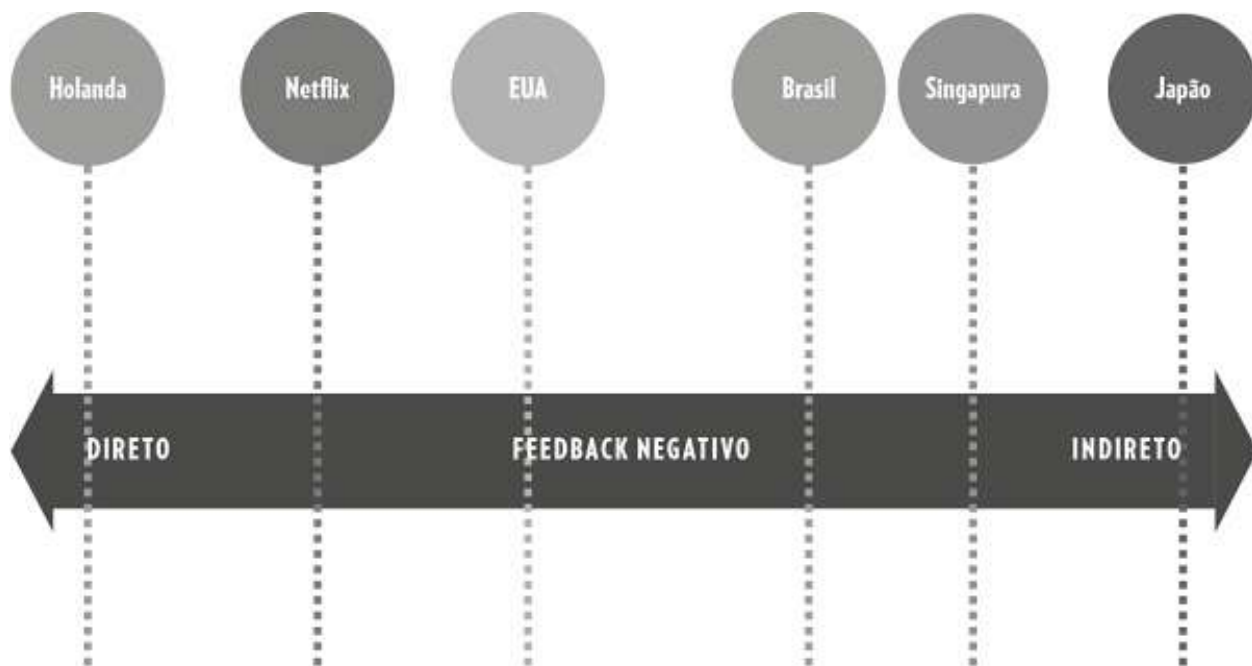 Holanda Netflix EUA Brasil Singapura Japão
DIRETO FEEDBACK NEGATIVO INDIRETO